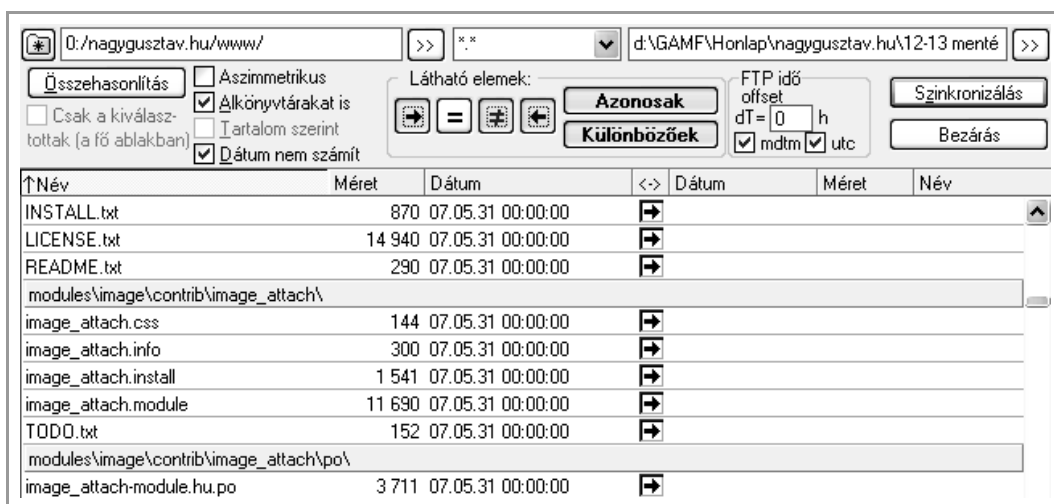 0:/nagygusztav.hu/www/ >> *.* d:\GAMF\Honlap\nagygusztav.hu\12-13 menté >>
Összehasonlítás
Csak a kiválasz-
tottak (a fő ablakban)
Aszimmetrikus
Alkönyvtárakat is
Tartalom szerint
Dátum nem számít
Látható elemek:
= Azonosak
Különbözőek
FTP idő
offset
dT= 0 h
mdtm utc
Szinkronizálás
Bezárás
↑Név Méret Dátum <-> Dátum Méret Név
INSTALL.txt 870 07.05.31 00:00:00
LICENSE.txt 14 940 07.05.31 00:00:00
README.txt 290 07.05.31 00:00:00
modules\image\contrib\image_attach\
image_attach.css 144 07.05.31 00:00:00
image_attach.info 300 07.05.31 00:00:00
image_attach.install 1 541 07.05.31 00:00:00
image_attach.module 11 690 07.05.31 00:00:00
TODO.txt 152 07.05.31 00:00:00
modules\image\contrib\image_attach\po\
image_attach-module.hu.po 3 711 07.05.31 00:00:00